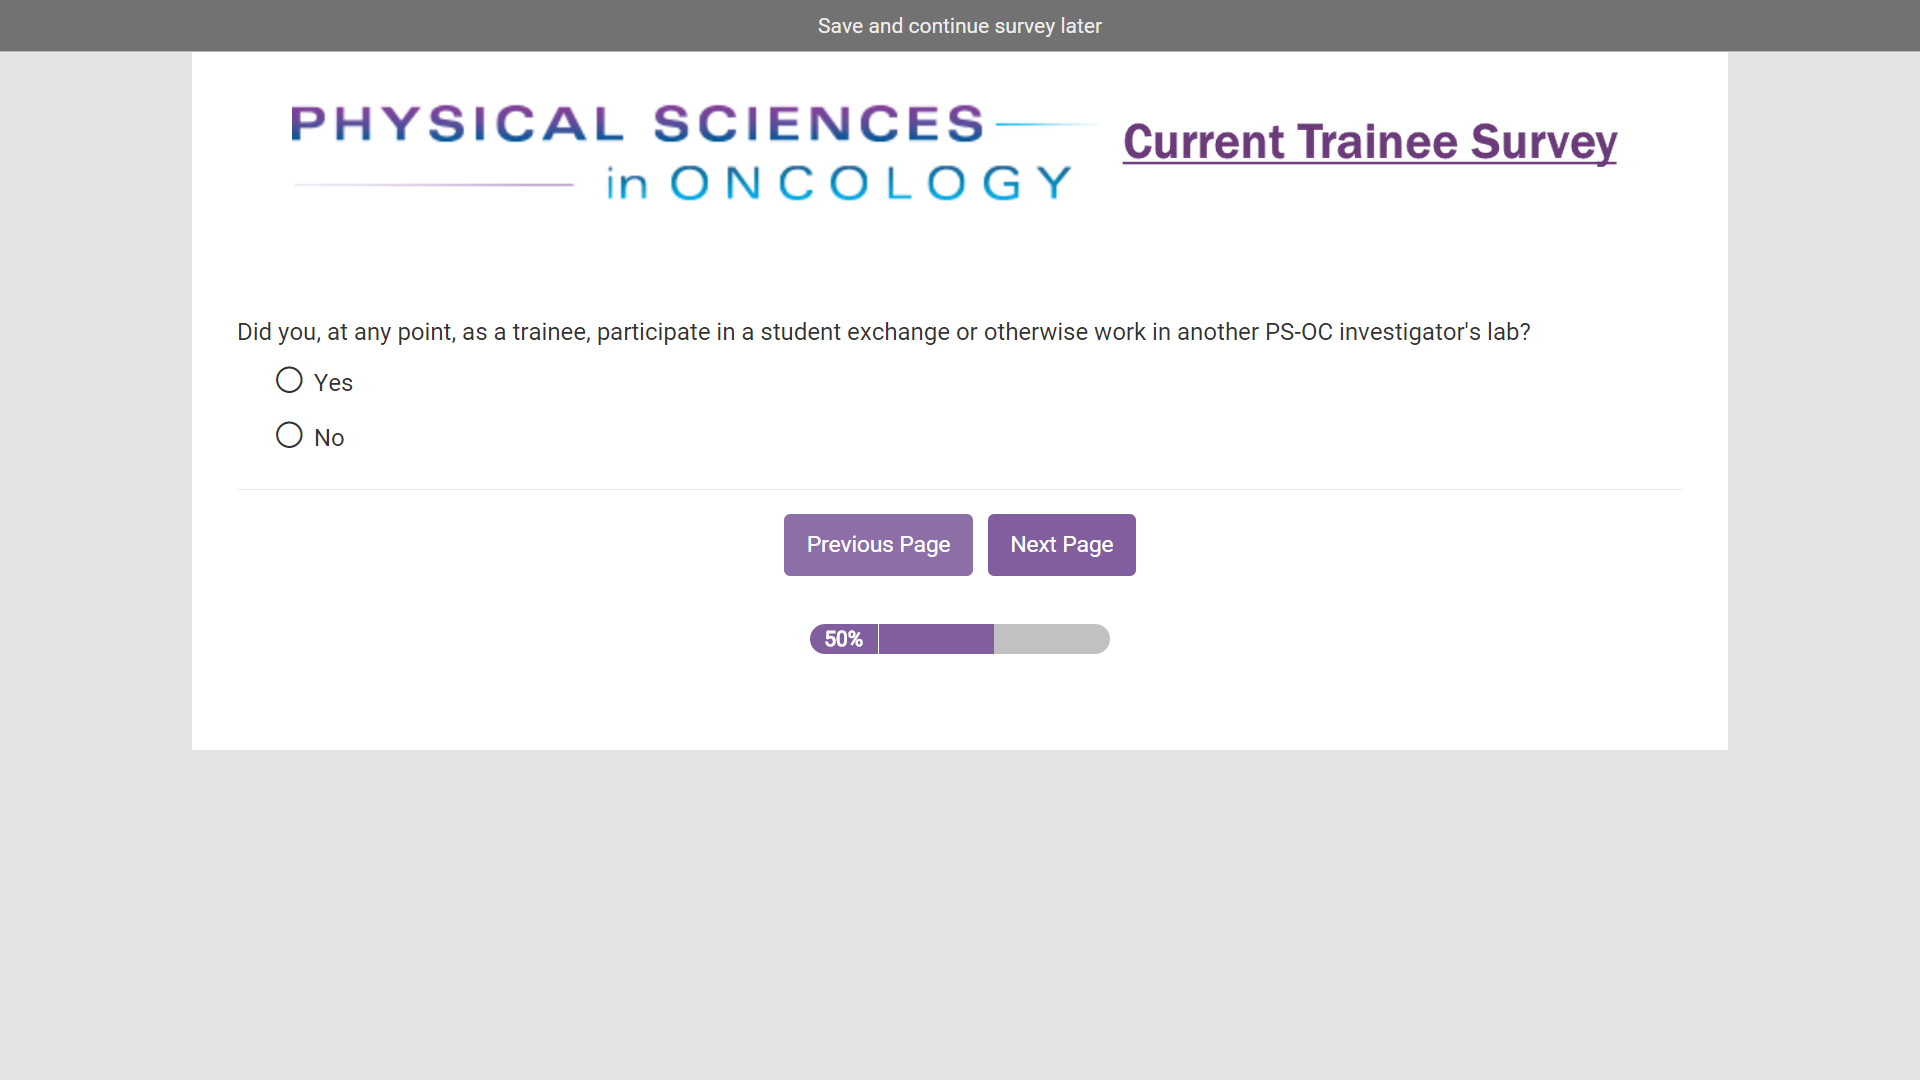 Save and continue survey later
PHYSICAL SCIENCES
in ONCOLOGY
Current Trainee Survey
Did you, at any point, as a trainee, participate in a student exchange or otherwise work in another PS-OC investigator's lab?
Yes
No
Previous Page
Next Page
50%